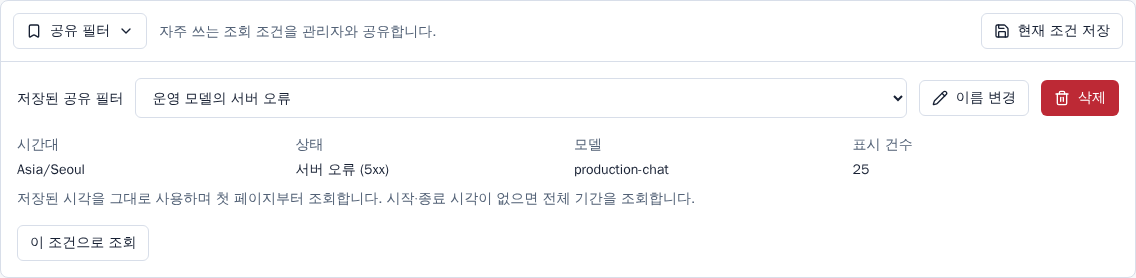 공유 필터 자주 쓰는 조회 조건을 관리자와 공유합니다. 현재 조건 저장
저장된 공유 필터 운영 모델의 서버 오류 이름 변경 삭제
시간대 상태 모델 표시 건수
Asia/Seoul 서버 오류 (5xx) production-chat 25
저장된 시각을 그대로 사용하며 첫 페이지부터 조회합니다. 시작·종료 시각이 없으면 전체 기간을 조회합니다.
이 조건으로 조회